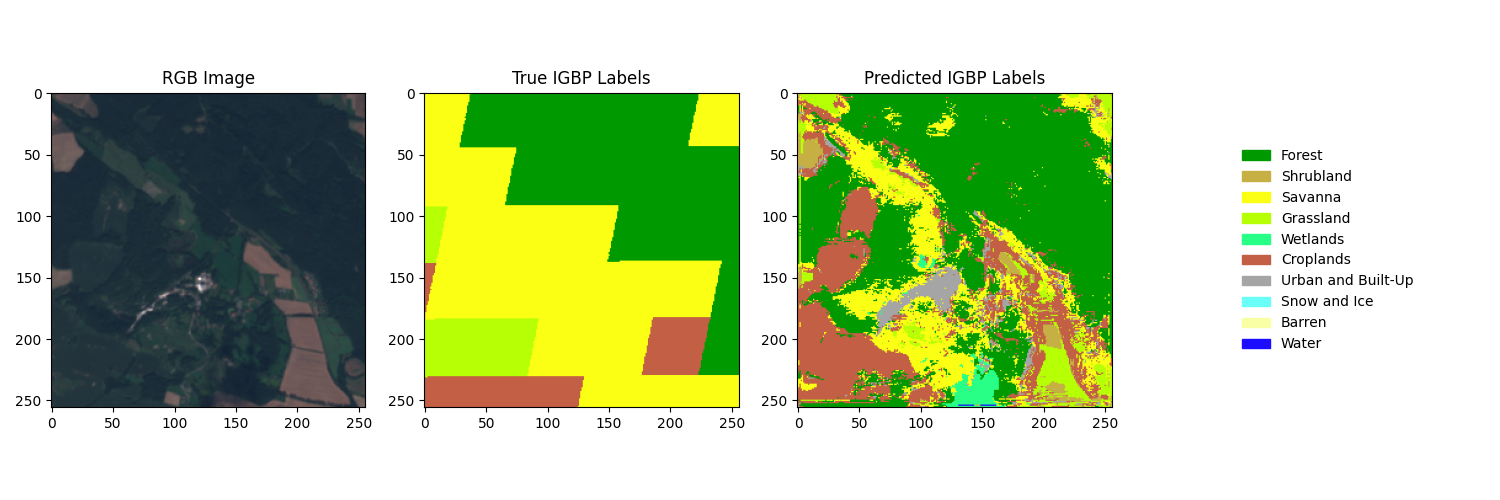 RGB Image
True IGBP Labels
Predicted IGBP Labels
0
50
100
150
200
250
0 50 100 150 200 250
0
50
100
150
200
250
0 50 100 150 200 250
0
50
100
150
200
250
0 50 100 150 200 250
Forest
Shrubland
Savanna
Grassland
Wetlands
Croplands
Urban and Built-Up
Snow and Ice
Barren
Water